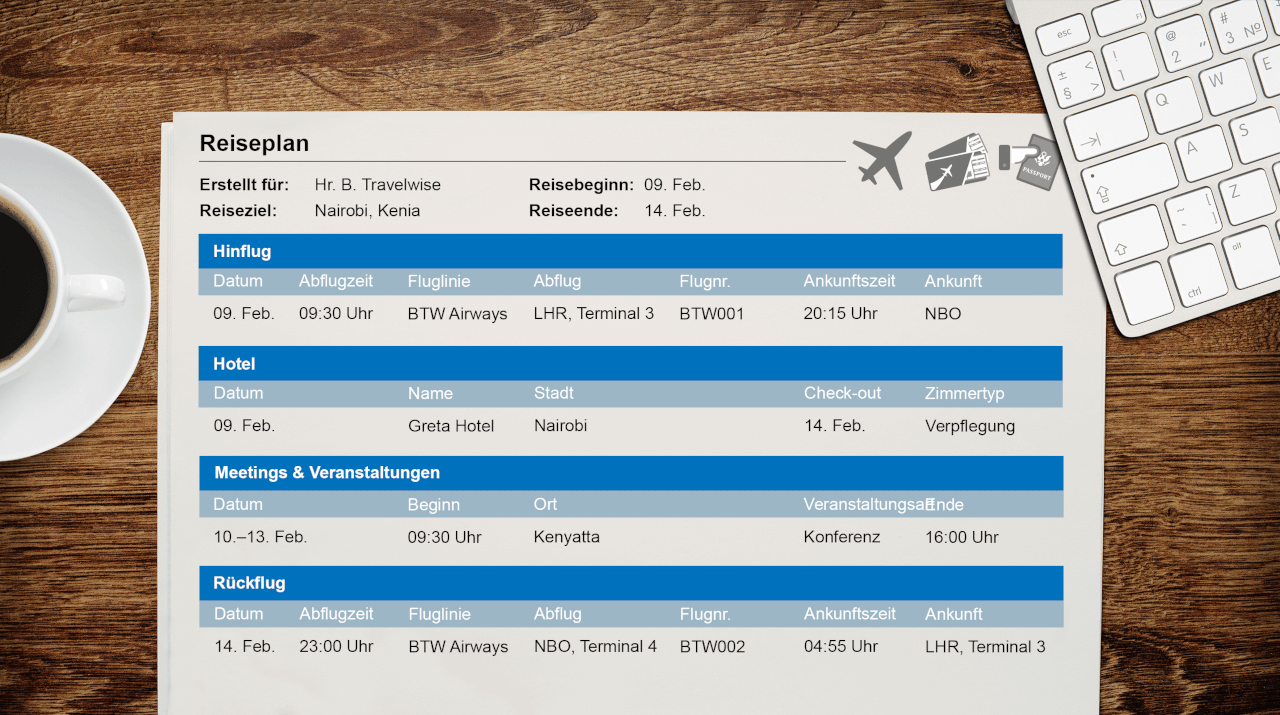 Reiseplan
Erstellt für: Hr. B. Travelwise Reisebeginn: 09. Feb.
Reiseziel: Nairobi, Kenia Reiseende: 14. Feb.
PASSPORT
Hinflug
Datum Abflugzeit Fluglinie Abflug Flugnr. Ankunftszeit Ankunft
09. Feb. 09:30 Uhr BTW Airways LHR, Terminal 3 BTW001 20:15 Uhr NBO
Hotel
Datum Name Stadt Check-out Zimmertyp
09. Feb. Greta Hotel Nairobi 14. Feb. Verpflegung
Meetings & Veranstaltungen
Datum Beginn Ort Veranstaltungsart Ende
10.–13. Feb. 09:30 Uhr Kenyatta Konferenz 16:00 Uhr
Rückflug
Datum Abflugzeit Fluglinie Abflug Flugnr. Ankunftszeit Ankunft
14. Feb. 23:00 Uhr BTW Airways NBO, Terminal 4 BTW002 04:55 Uhr LHR, Terminal 3
esc F1
± < § > ! 1 @ 2 " # 3 №
Q W E
A S
~ [ ` ] Z
ctrl alt